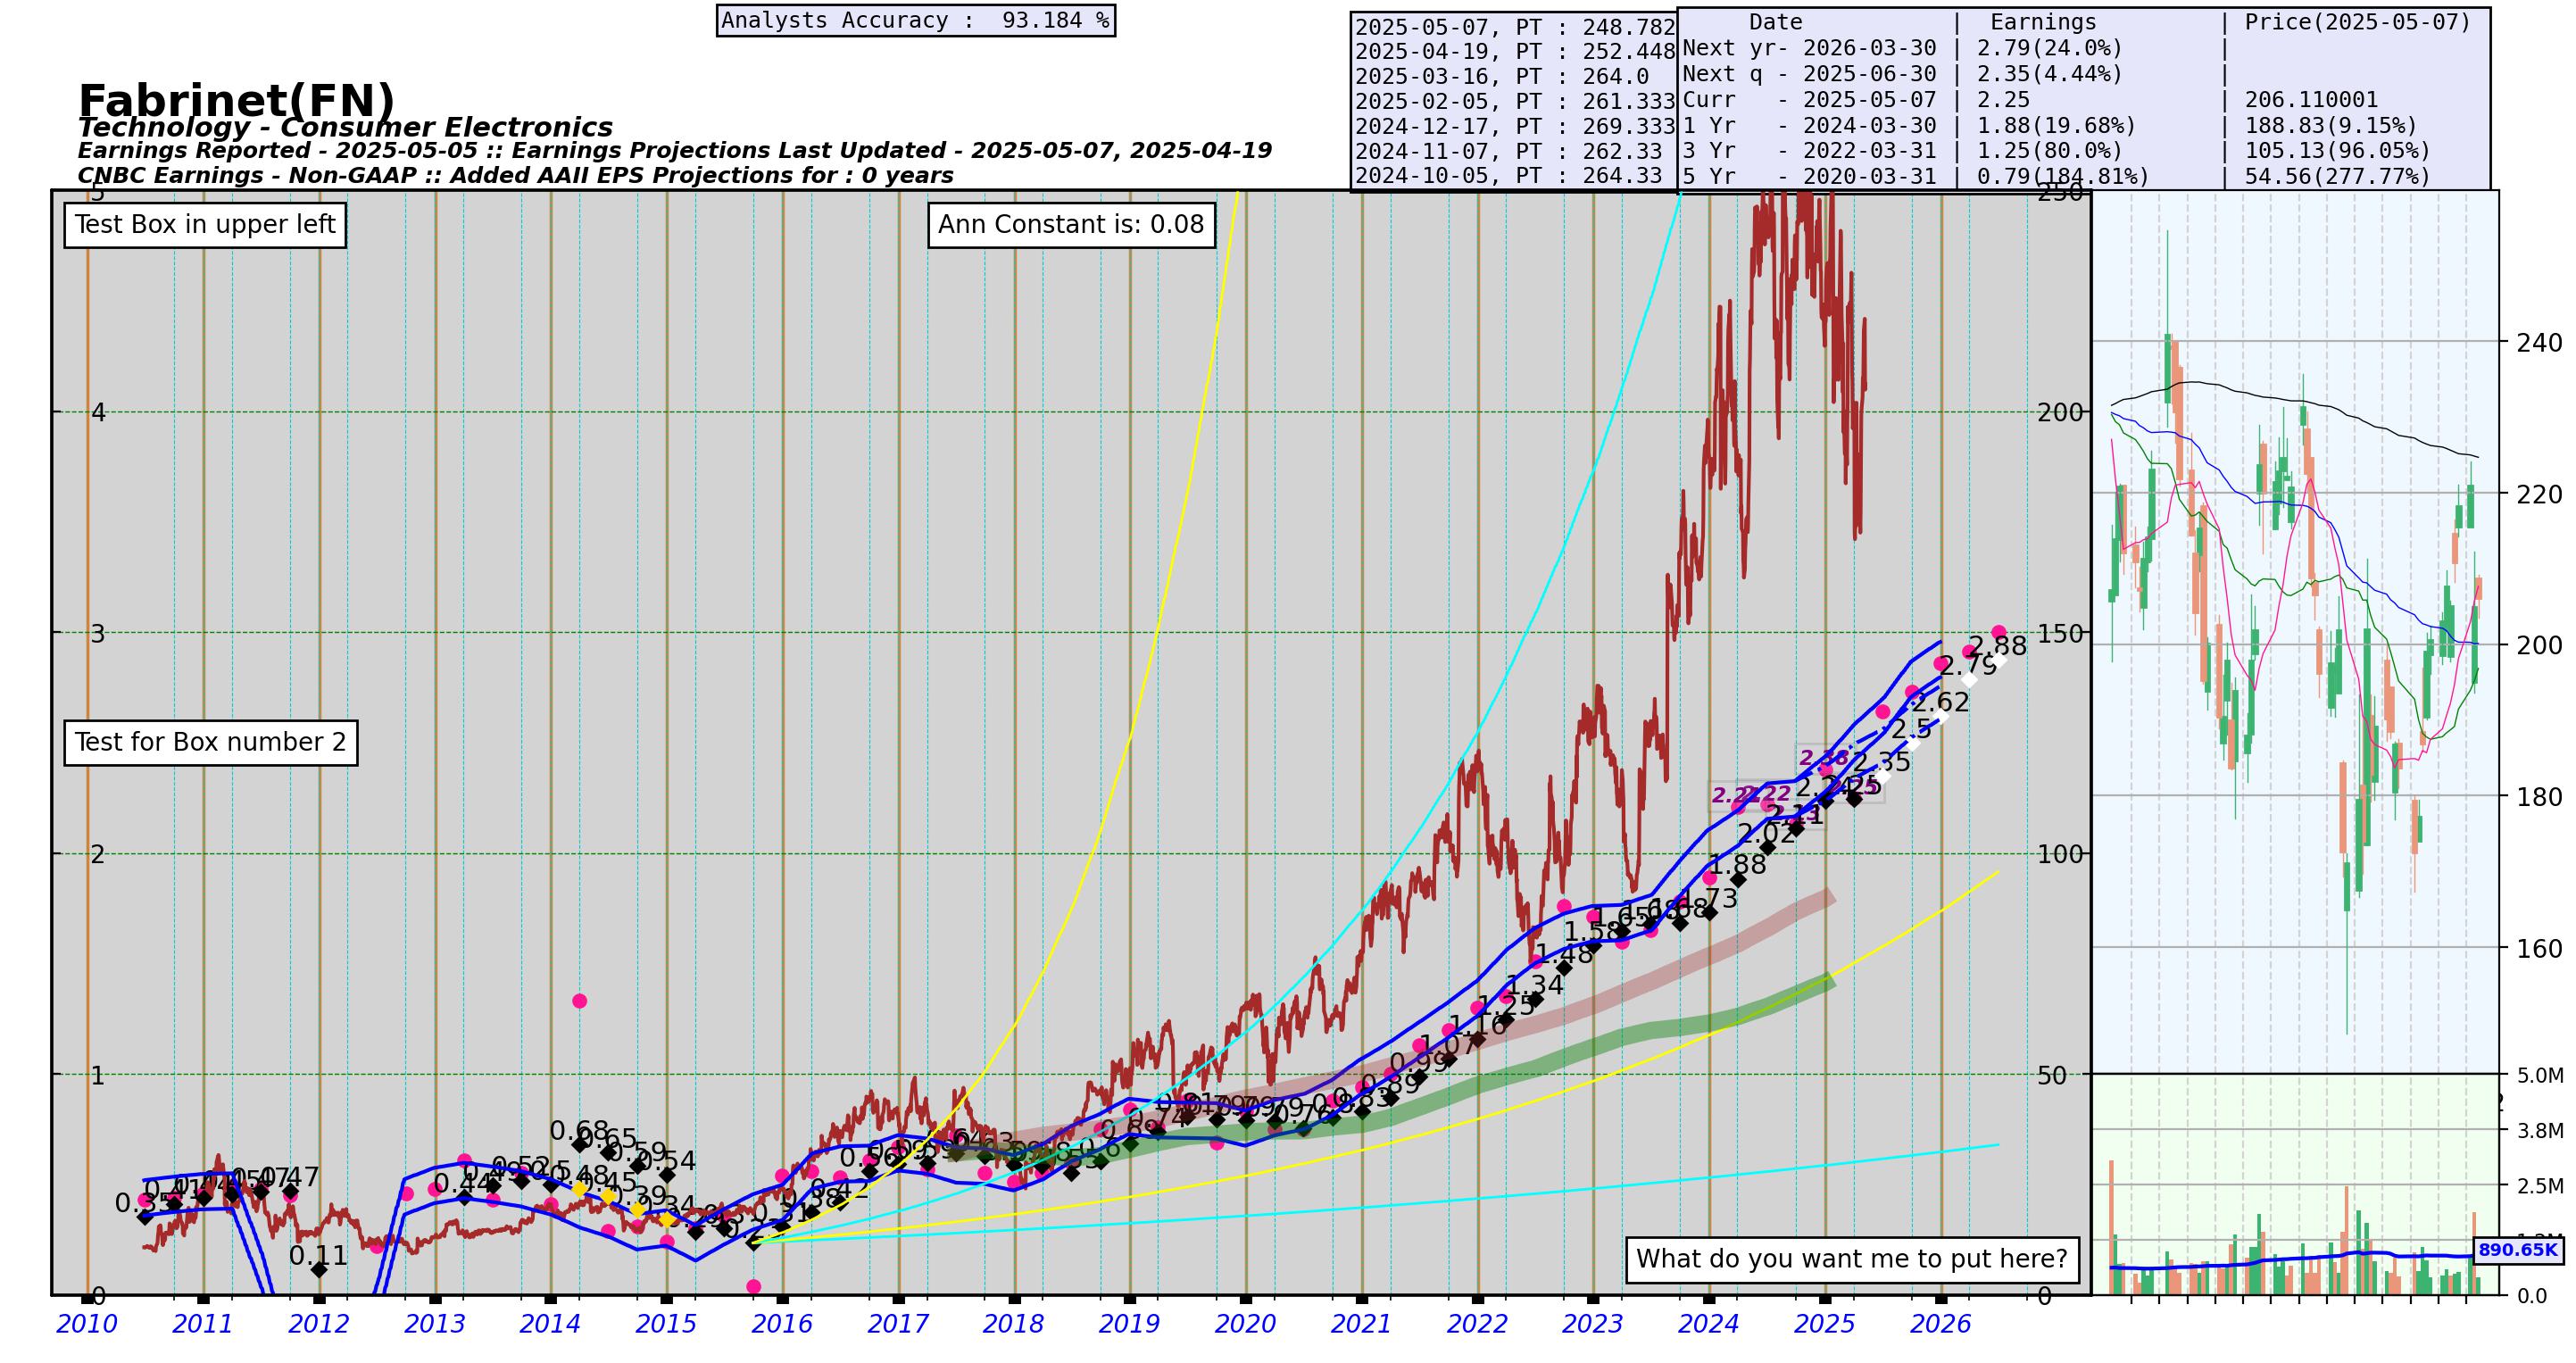 Analysts Accuracy :  93.184 %
2025-05-07, PT : 248.782
2025-04-19, PT : 252.448
2025-03-16, PT : 264.0
2025-02-05, PT : 261.333
2024-12-17, PT : 269.333
2024-11-07, PT : 262.33
2024-10-05, PT : 264.33
Date | Earnings | Price(2025-05-07)
Next yr- 2026-03-30 | 2.79(24.0%) |
Next q - 2025-06-30 | 2.35(4.44%) |
Curr - 2025-05-07 | 2.25 | 206.110001
1 Yr - 2024-03-30 | 1.88(19.68%) | 188.83(9.15%)
3 Yr - 2022-03-31 | 1.25(80.0%) | 105.13(96.05%)
5 Yr - 2020-03-31 | 0.79(184.81%) | 54.56(277.77%)
Fabrinet(FN)
Technology - Consumer Electronics
Earnings Reported - 2025-05-05 :: Earnings Projections Last Updated - 2025-05-07, 2025-04-19
CNBC Earnings - Non-GAAP :: Added AAII EPS Projections for : 0 years
Test Box in upper left
Ann Constant is: 0.08
Test for Box number 2
What do you want me to put here?
5
4
3
2
1
0
250
200
150
100
50
0
240
220
200
180
160
5.0M
3.8M
2.5M
0.0
890.65K
0.11
0.68
0.65
0.59
0.54
1.16
1.25
1.34
1.48
1.58
1.73
1.88
2.02
2.35
2.5
2.62
2.79
2.88
2010 2011 2012 2013 2014 2015 2016 2017 2018 2019 2020 2021 2022 2023 2024 2025 2026